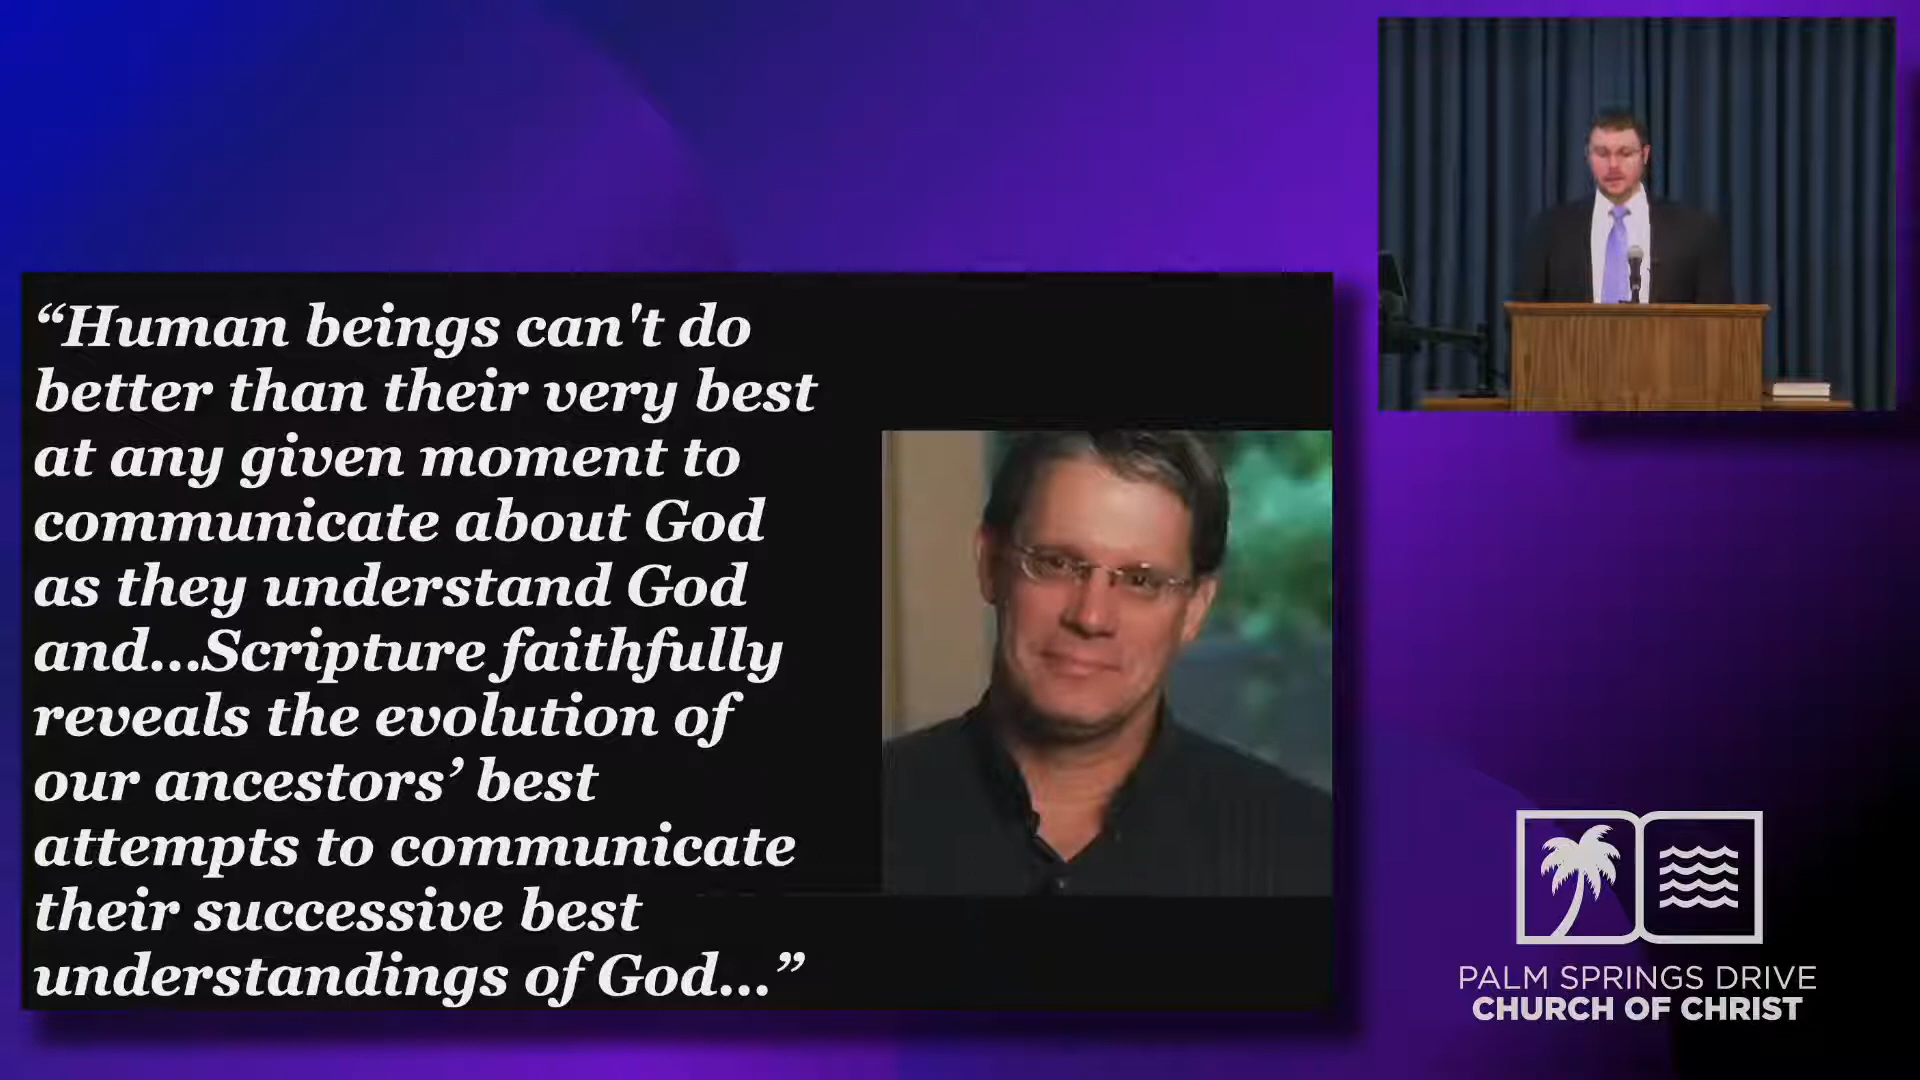 “Human beings can't do
better than their very best
at any given moment to
communicate about God
as they understand God
and...Scripture faithfully
reveals the evolution of
our ancestors’ best
attempts to communicate
their successive best
understandings of God...”
PALM SPRINGS DRIVE
CHURCH OF CHRIST